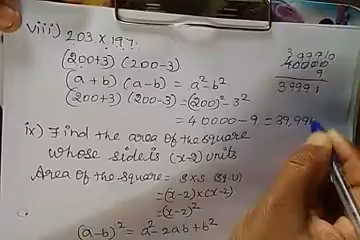 viii) 203 × 197
(200+3) (200-3)
(a+b) (a-b) = a²-b²
(200+3) (200-3) = (200)² - 3²
= 40000-9 = 39,991
40000
9
39991
ix) Find the area of the square
whose side is (x-2) units
Area of the square = s×s (sq.u)
= (x-2)×(x-2)
= (x-2)²
(a-b)² = a²-2ab+b²